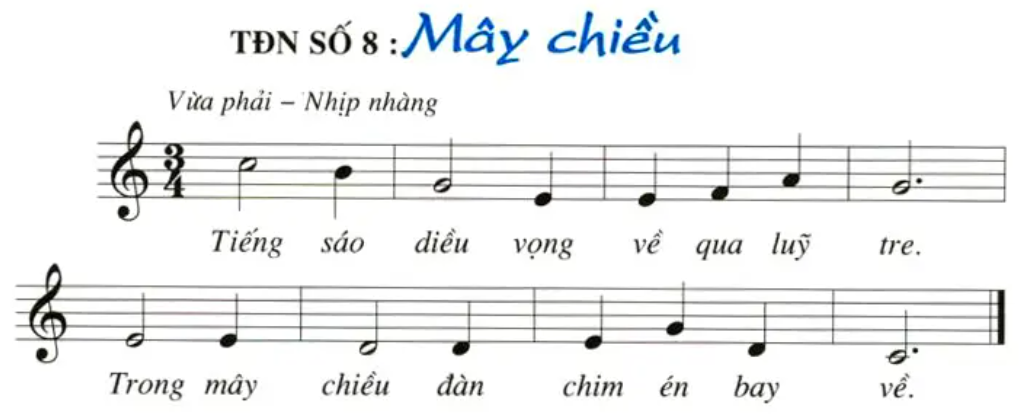 TĐN SỐ 8 : Mây chiều
Vừa phải – Nhịp nhàng
3
4
Tiếng sáo diều vọng về qua luỹ tre.
Trong mây chiều đàn chim én bay về.